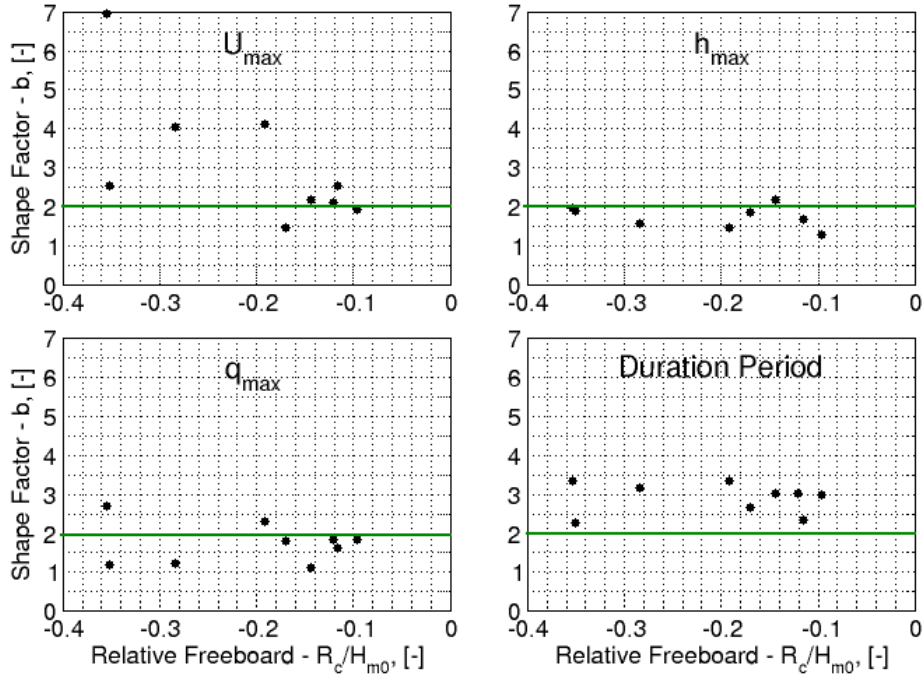 7
6
5
4
3
2
1
0
Shape Factor - b, [-]
U_max
-0.4 -0.3 -0.2 -0.1 0
7
6
5
4
3
2
1
0
h_max
-0.4 -0.3 -0.2 -0.1 0
7
6
5
4
3
2
1
0
Shape Factor - b, [-]
q_max
-0.4 -0.3 -0.2 -0.1 0
Relative Freeboard - R_c/H_m0, [-]
7
6
5
4
3
2
1
0
Duration Period
-0.4 -0.3 -0.2 -0.1 0
Relative Freeboard - R_c/H_m0, [-]